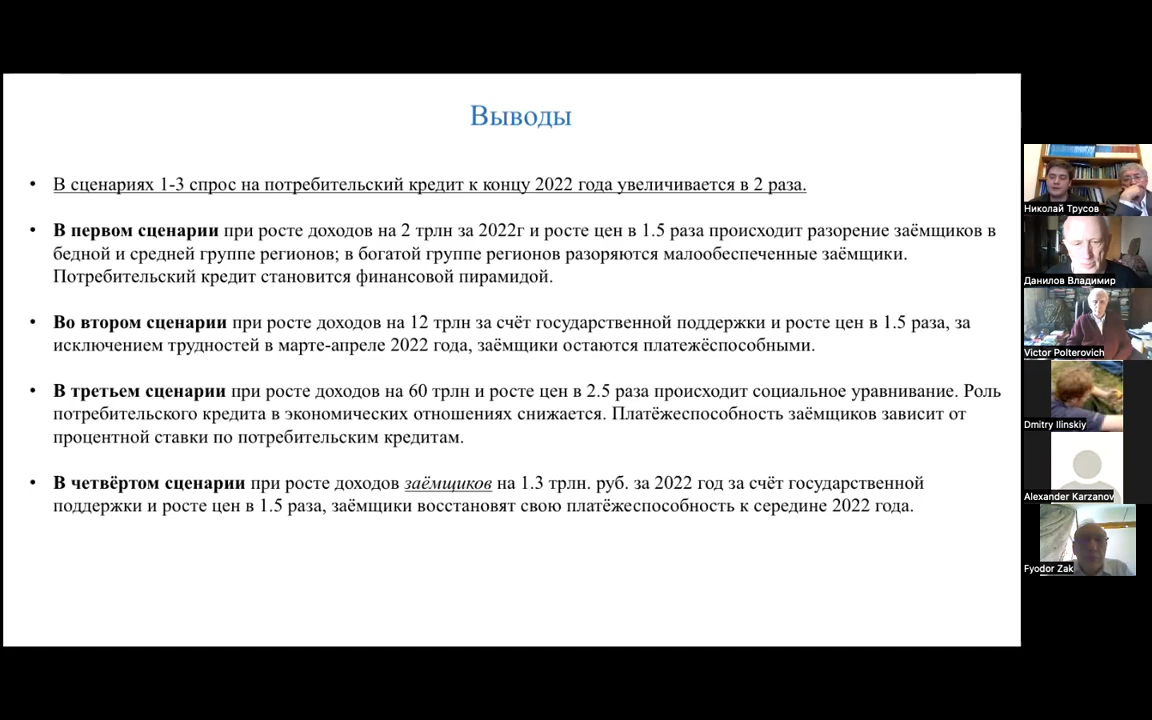 Выводы
• В сценариях 1-3 спрос на потребительский кредит к концу 2022 года увеличивается в 2 раза.
• В первом сценарии при росте доходов на 2 трлн за 2022г и росте цен в 1.5 раза происходит разорение заёмщиков в
бедной и средней группе регионов; в богатой группе регионов разоряются малообеспеченные заёмщики.
Потребительский кредит становится финансовой пирамидой.
• Во втором сценарии при росте доходов на 12 трлн за счёт государственной поддержки и росте цен в 1.5 раза, за
исключением трудностей в марте-апреле 2022 года, заёмщики остаются платежёспособными.
• В третьем сценарии при росте доходов на 60 трлн и росте цен в 2.5 раза происходит социальное уравнивание. Роль
потребительского кредита в экономических отношениях снижается. Платёжеспособность заёмщиков зависит от
процентной ставки по потребительским кредитам.
• В четвёртом сценарии при росте доходов заёмщиков на 1.3 трлн. руб. за 2022 год за счёт государственной
поддержки и росте цен в 1.5 раза, заёмщики восстановят свою платёжеспособность к середине 2022 года.
Николай Трусов
Данилов Владимир
Victor Polterovich
Dmitry Ilinskiy
Alexander Karzanov
Fyodor Zak